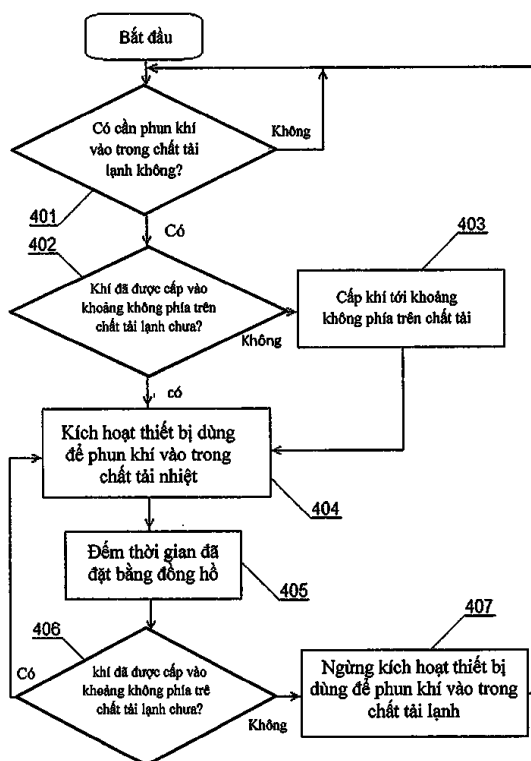 Bắt đầu
Có cần phun khí
vào trong chất tải
lạnh không?
Không
401
Có
402
Khí đã được cấp vào
khoảng không phía trên
chất tải lạnh chưa?
Không
403
Cấp khí tới khoảng
không phía trên chất tải
có
Kích hoạt thiết bị dùng
để phun khí vào trong
chất tải nhiệt
404
Đếm thời gian đã
đặt bằng đồng hồ
405
406
Có
khí đã được cấp vào
khoảng không phía trê
chất tải lạnh chưa?
Không
407
Ngừng kích hoạt thiết bị
dùng để phun khí vào trong
chất tải lạnh